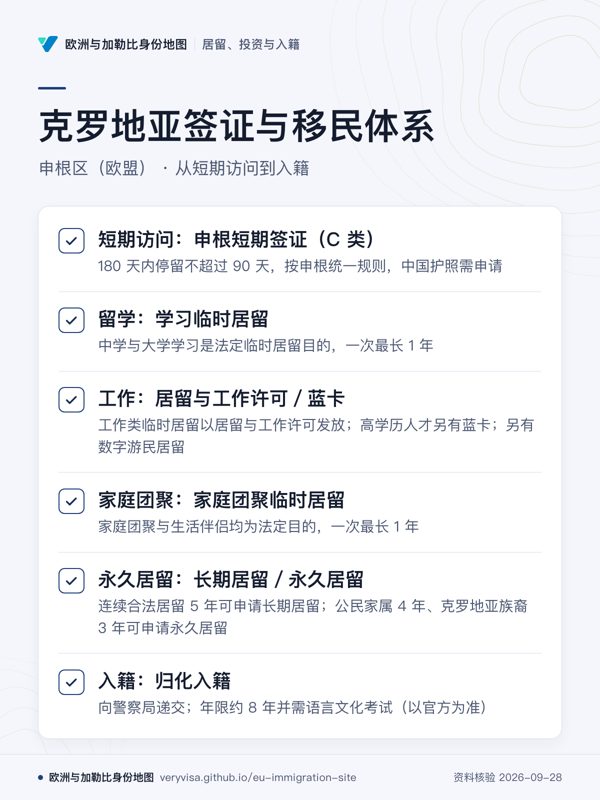 欧洲与加勒比身份地图 | 居留、投资与入籍
克罗地亚签证与移民体系
申根区（欧盟） · 从短期访问到入籍
短期访问：申根短期签证（C 类）
180 天内停留不超过 90 天，按申根统一规则，中国护照需申请
留学：学习临时居留
中学与大学学习是法定临时居留目的，一次最长 1 年
工作：居留与工作许可 / 蓝卡
工作类临时居留以居留与工作许可发放；高学历人才另有蓝卡；另有
数字游民居留
家庭团聚：家庭团聚临时居留
家庭团聚与生活伴侣均为法定目的，一次最长 1 年
永久居留：长期居留 / 永久居留
连续合法居留 5 年可申请长期居留；公民家属 4 年、克罗地亚族裔
3 年可申请永久居留
入籍：归化入籍
向警察局递交；年限约 8 年并需语言文化考试（以官方为准）
欧洲与加勒比身份地图 veryvisa.github.io/eu-immigration-site 资料核验 2026-09-28